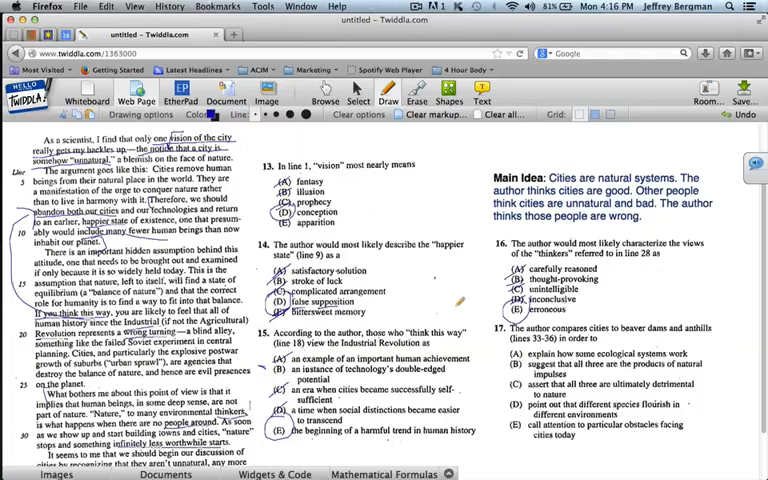 Firefox File Edit View History Bookmarks Tools Window Help 1 81% Mon 4:16 PM Jeffrey Bergman
untitled - Twiddla.com
untitled - Twiddla.com
www.twiddla.com/1363000
Google
Most Visited Getting Started Latest Headlines ACIM Marketing Spotify Web Player 4 Hour Body
HELLO TWIDDLA Whiteboard Web Page EtherPad Document Image Browse Select Draw Erase Shapes Text Room... Save...
Drawing options Color: Line: Clear options Clear markup... Grid: Undo
As a scientist, I find that only one vision of the city
really gets my hackles up—the notion that a city is
somehow "unnatural," a blemish on the face of nature.
Line The argument goes like this: Cities remove human
5 beings from their natural place in the world. They are
a manifestation of the urge to conquer nature rather
than to live in harmony with it. Therefore, we should
abandon both our cities and our technologies and return
to an earlier, happier state of existence, one that presum-
10 ably would include many fewer human beings than now
inhabit our planet.
There is an important hidden assumption behind this
attitude, one that needs to be brought out and examined
if only because it is so widely held today. This is the
15 assumption that nature, left to itself, will find a state of
equilibrium (a "balance of nature") and that the correct
role for humanity is to find a way to fit into that balance.
If you think this way, you are likely to feel that all of
human history since the Industrial (if not the Agricultural)
20 Revolution represents a wrong turning—a blind alley,
something like the failed Soviet experiment in central
planning. Cities, and particularly the explosive postwar
growth of suburbs ("urban sprawl"), are agencies that
destroy the balance of nature, and hence are evil presences
25 on the planet.
What bothers me about this point of view is that it
implies that human beings, in some deep sense, are not
part of nature. "Nature," to many environmental thinkers,
is what happens when there are no people around. As soon
30 as we show up and start building towns and cities, "nature"
stops and something infinitely less worthwhile starts.
It seems to me that we should begin our discussion of
cities by recognizing that they aren't unnatural, any more
13. In line 1, "vision" most nearly means
(A) fantasy
(B) illusion
(C) prophecy
(D) conception
(E) apparition
14. The author would most likely describe the "happier
state" (line 9) as a
(A) satisfactory solution
(B) stroke of luck
(C) complicated arrangement
(D) false supposition
(E) bittersweet memory
15. According to the author, those who "think this way"
(line 18) view the Industrial Revolution as
(A) an example of an important human achievement
(B) an instance of technology's double-edged
potential
(C) an era when cities became successfully self-
sufficient
(D) a time when social distinctions became easier
to transcend
(E) the beginning of a harmful trend in human history
Main Idea: Cities are natural systems. The
author thinks cities are good. Other people
think cities are unnatural and bad. The author
thinks those people are wrong.
16. The author would most likely characterize the views
of the "thinkers" referred to in line 28 as
(A) carefully reasoned
(B) thought-provoking
(C) unintelligible
(D) inconclusive
(E) erroneous
17. The author compares cities to beaver dams and anthills
(lines 33-36) in order to
(A) explain how some ecological systems work
(B) suggest that all three are the products of natural
impulses
(C) assert that all three are ultimately detrimental
to nature
(D) point out that different species flourish in
different environments
(E) call attention to particular obstacles facing
cities today
Images Documents Widgets & Code Mathematical Formulas